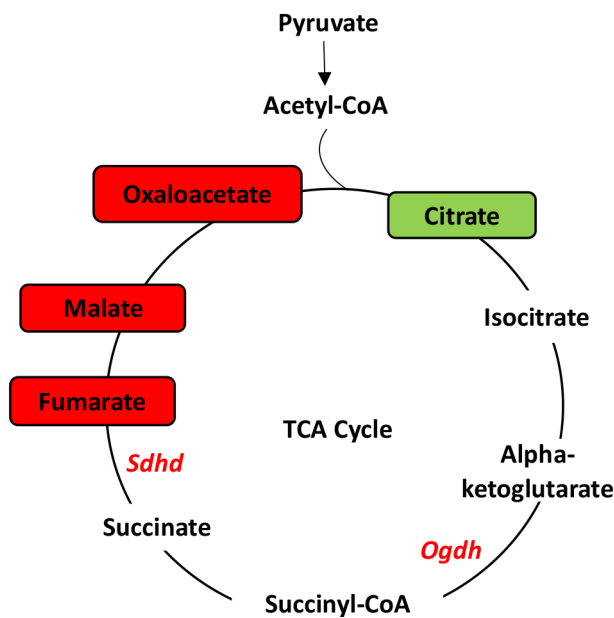 Pyruvate
Acetyl-CoA
Oxaloacetate
Citrate
Malate
Isocitrate
Fumarate
TCA Cycle
Sdhd
Alpha-
ketoglutarate
Succinate
Ogdh
Succinyl-CoA